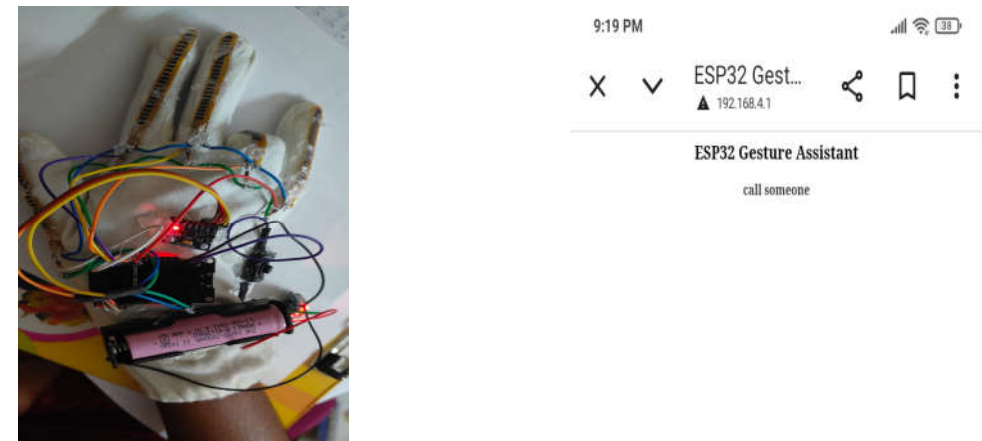 9:19 PM
38
ESP32 Gest...
192.168.4.1
ESP32 Gesture Assistant
call someone